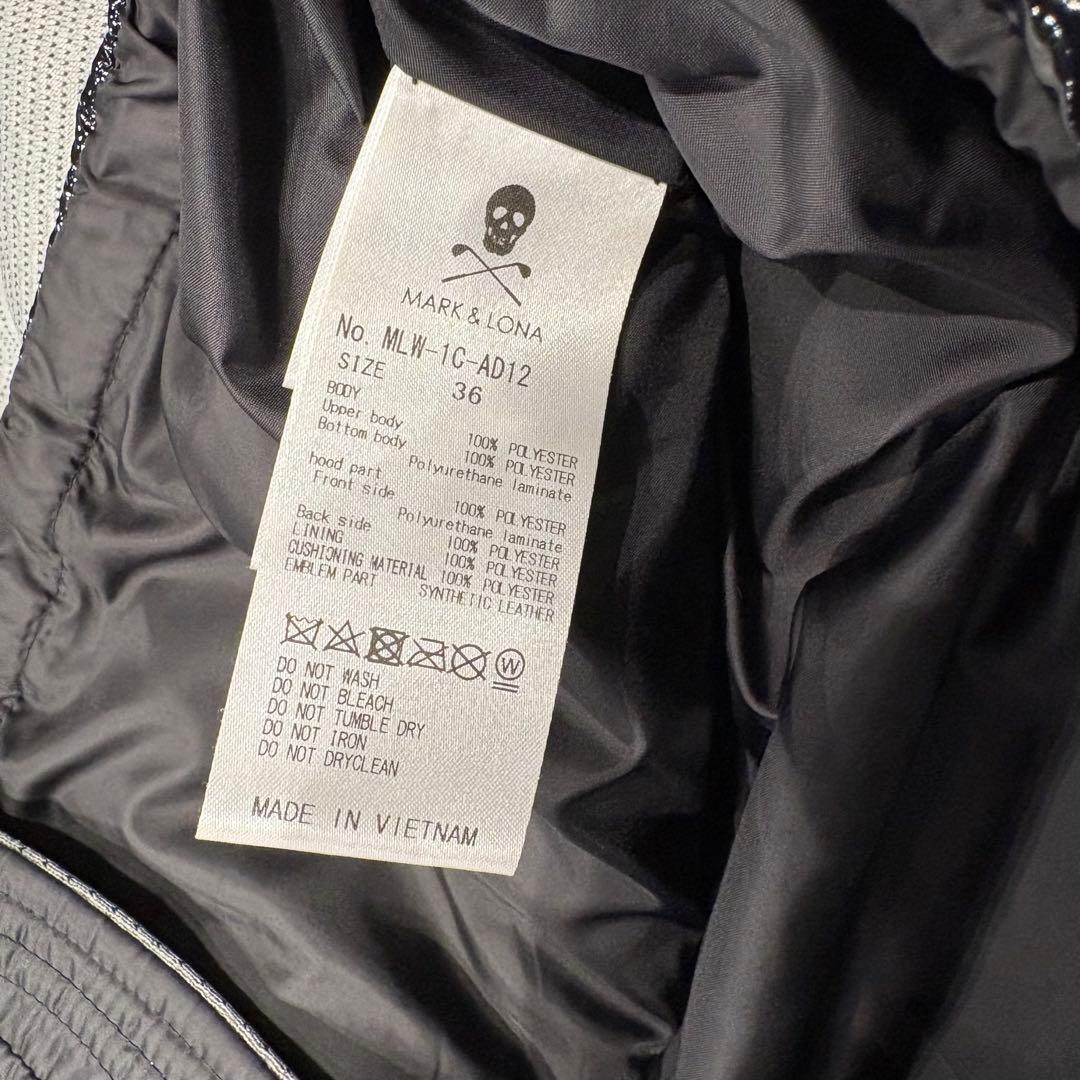 MARK & LONA
No. MLW-1C-AD12
SIZE 36
BODY
Upper body 100% POLYESTER
Bottom body 100% POLYESTER
Polyurethane laminate
hood part
Front side 100% POLYESTER
Polyurethane laminate
Back side 100% POLYESTER
LINING 100% POLYESTER
CUSHIONING MATERIAL 100% POLYESTER
EMBLEM PART SYNTHETIC LEATHER
W
DO NOT WASH
DO NOT BLEACH
DO NOT TUMBLE DRY
DO NOT IRON
DO NOT DRYCLEAN
MADE IN VIETNAM